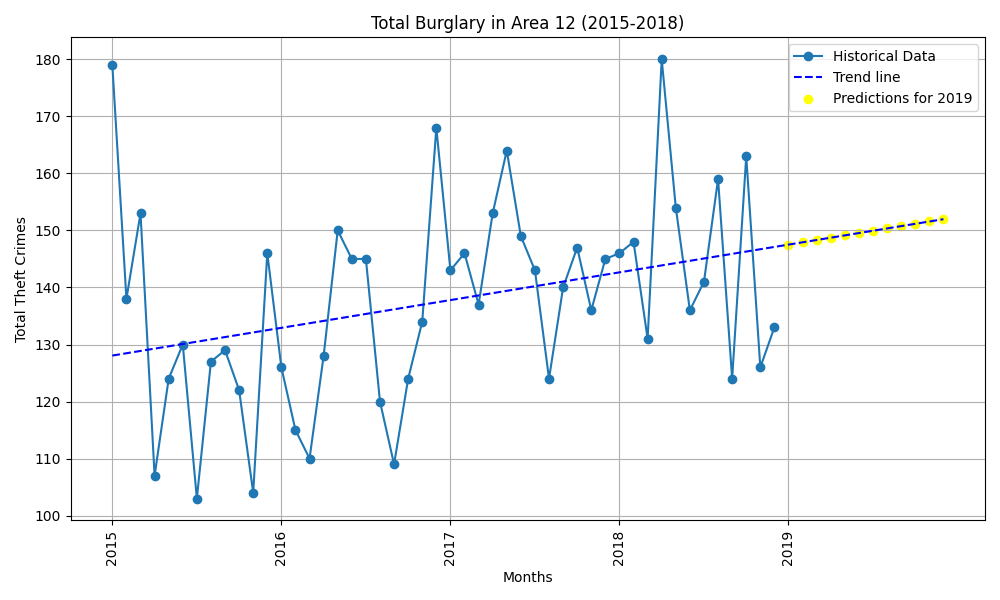 Total Burglary in Area 12 (2015-2018)
Historical Data
Trend line
Predictions for 2019
Total Theft Crimes
180
170
160
150
140
130
120
110
100
2015
2016
2017
2018
2019
Months